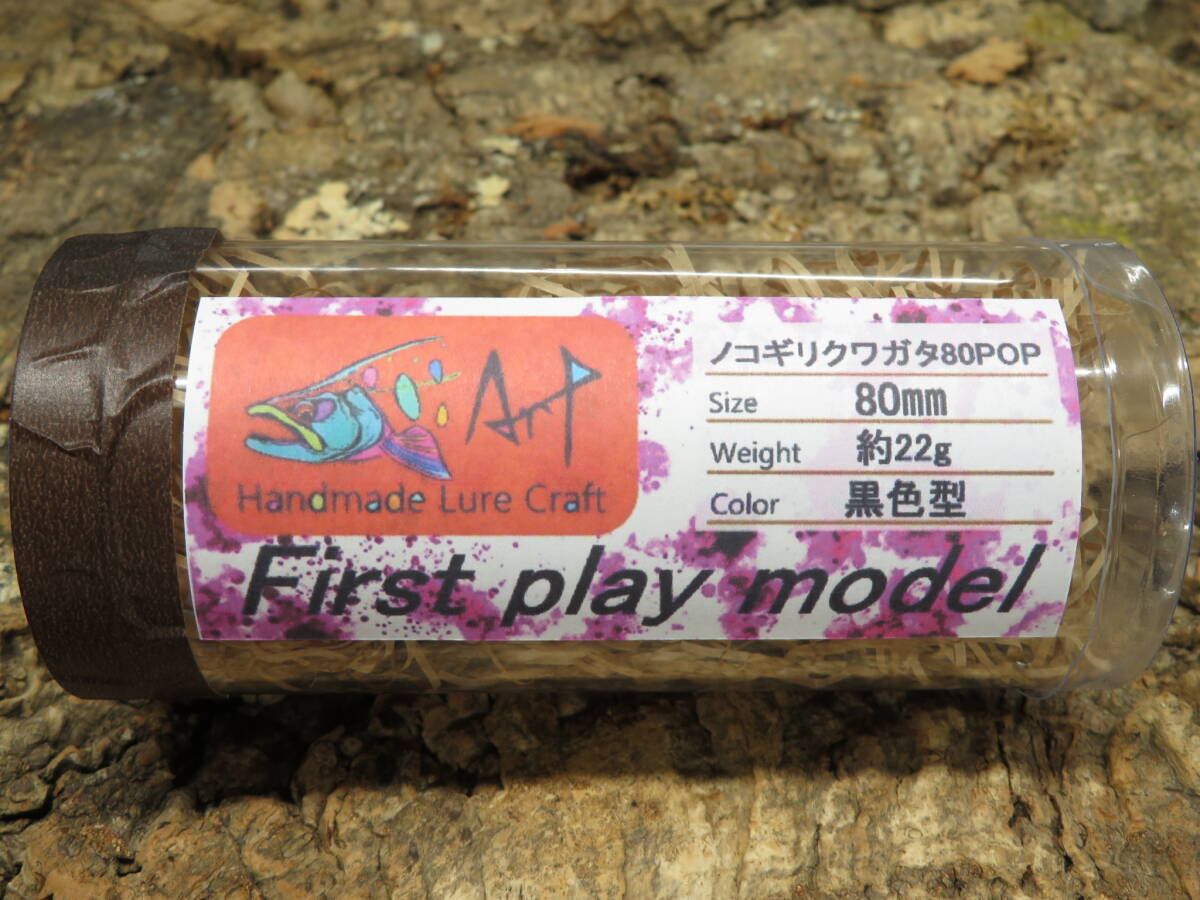 ArtP
Handmade Lure Craft
ノコギリクワガタ80POP
Size 80mm
Weight 約22g
Color 黒色型
First play model